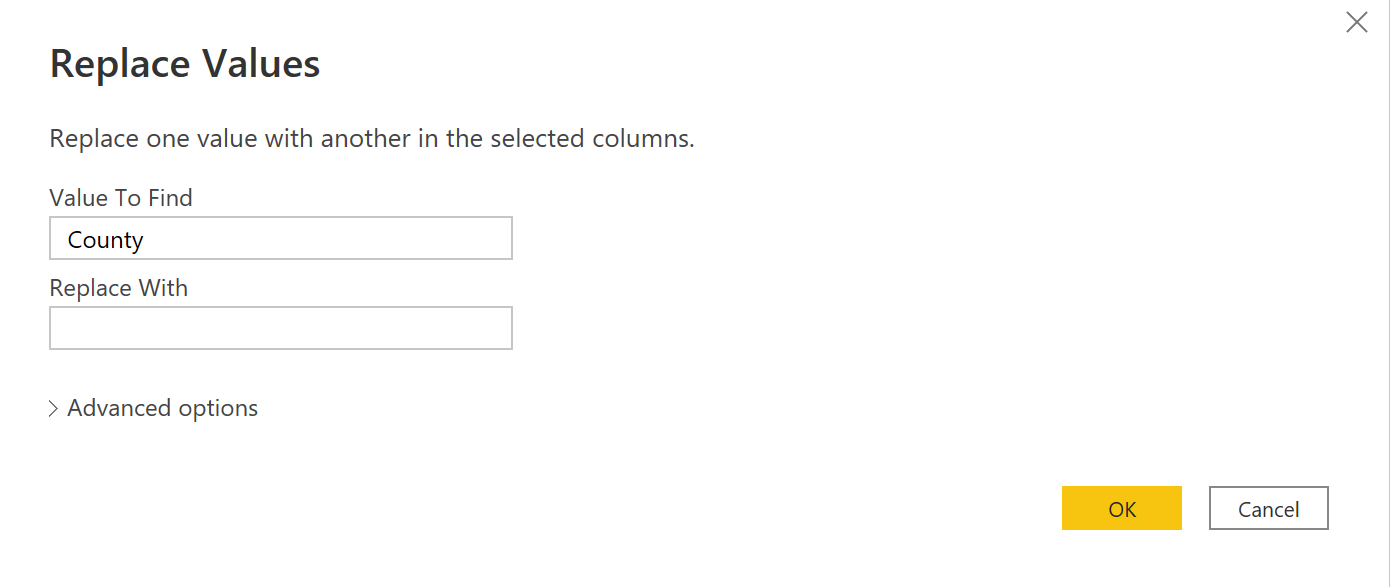 Replace Values
Replace one value with another in the selected columns.
Value To Find
County
Replace With
Advanced options
OK
Cancel